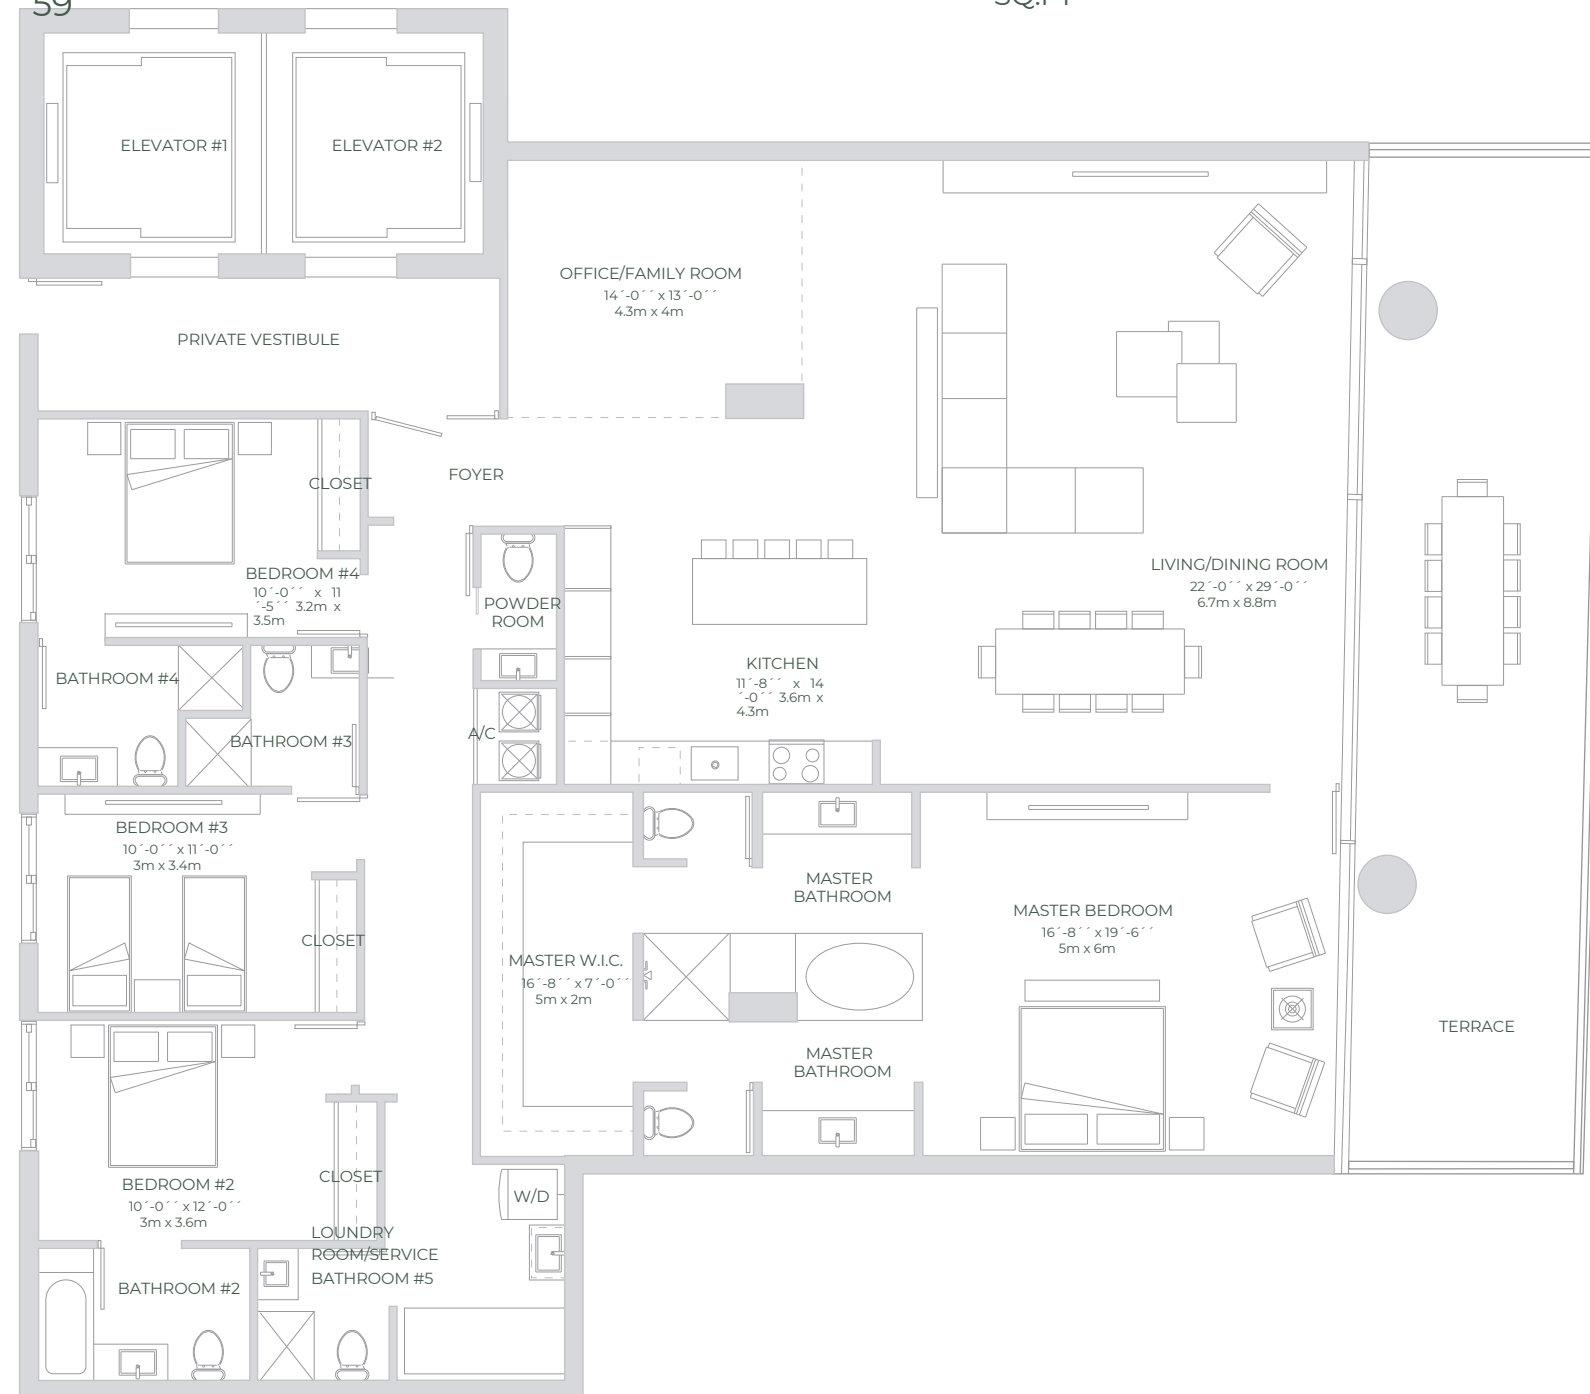 59
ELEVATOR #1
ELEVATOR #2
OFFICE/FAMILY ROOM
14´-0´´ x 13´-0´´
4.3m x 4m
PRIVATE VESTIBULE
FOYER
CLOSET
BEDROOM #4
10´-0´´ x 11
´-5´´ 3.2m x
3.5m
POWDER
ROOM
LIVING/DINING ROOM
22´-0´´ x 29´-0´´
6.7m x 8.8m
KITCHEN
11´-8´´ x 14
´-0´´ 3.6m x
4.3m
BATHROOM #4
BATHROOM #3
A/C
BEDROOM #3
10´-0´´ x 11´-0´´
3m x 3.4m
CLOSET
MASTER
BATHROOM
MASTER BEDROOM
16´-8´´ x 19´-6´´
5m x 6m
MASTER W.I.C.
16´-8´´ x 7´-0´´
5m x 2m
MASTER
BATHROOM
TERRACE
CLOSET
BEDROOM #2
10´-0´´ x 12´-0´´
3m x 3.6m
W/D
LOUNDRY
ROOM/SERVICE
BATHROOM #5
BATHROOM #2